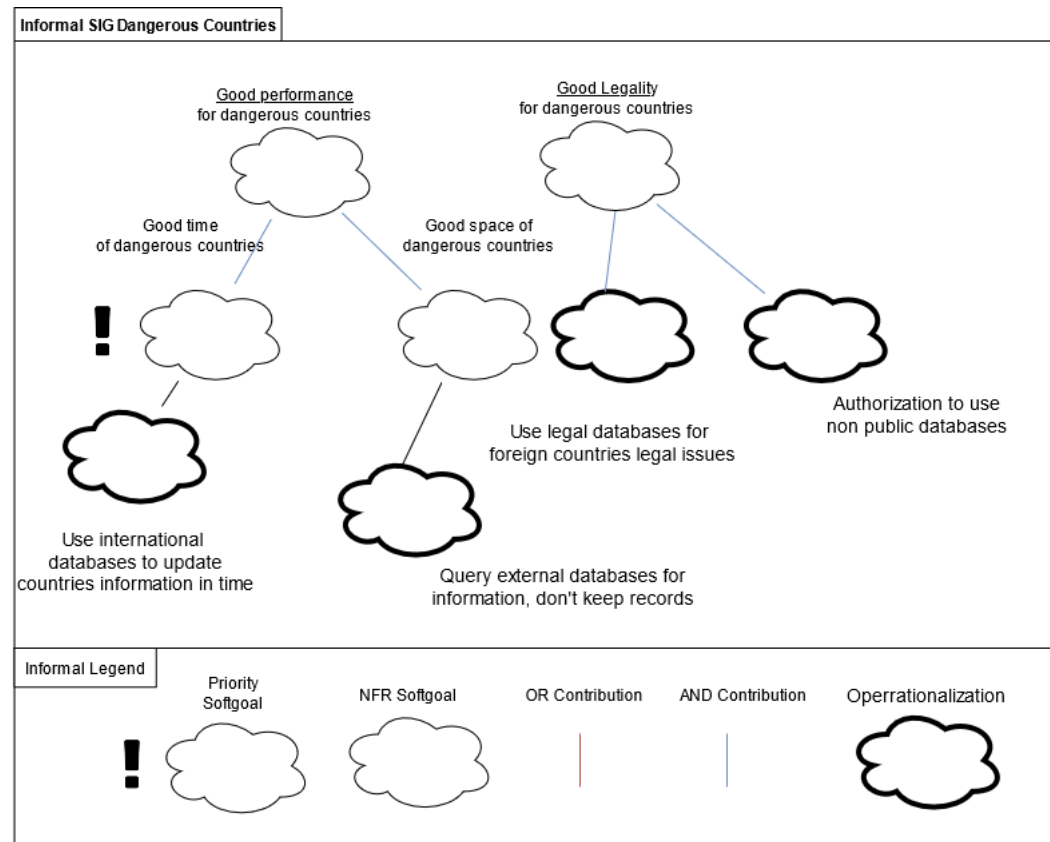 Informal SIG Dangerous Countries
Good performance
for dangerous countries
Good Legality
for dangerous countries
Good time
of dangerous countries
Good space of
dangerous countries
!
Authorization to use
non public databases
Use legal databases for
foreign countries legal issues
Use international
databases to update
countries information in time
Query external databases for
information, don't keep records
Informal Legend
Priority
Softgoal
NFR Softgoal
OR Contribution
AND Contribution
Operrationalization
!